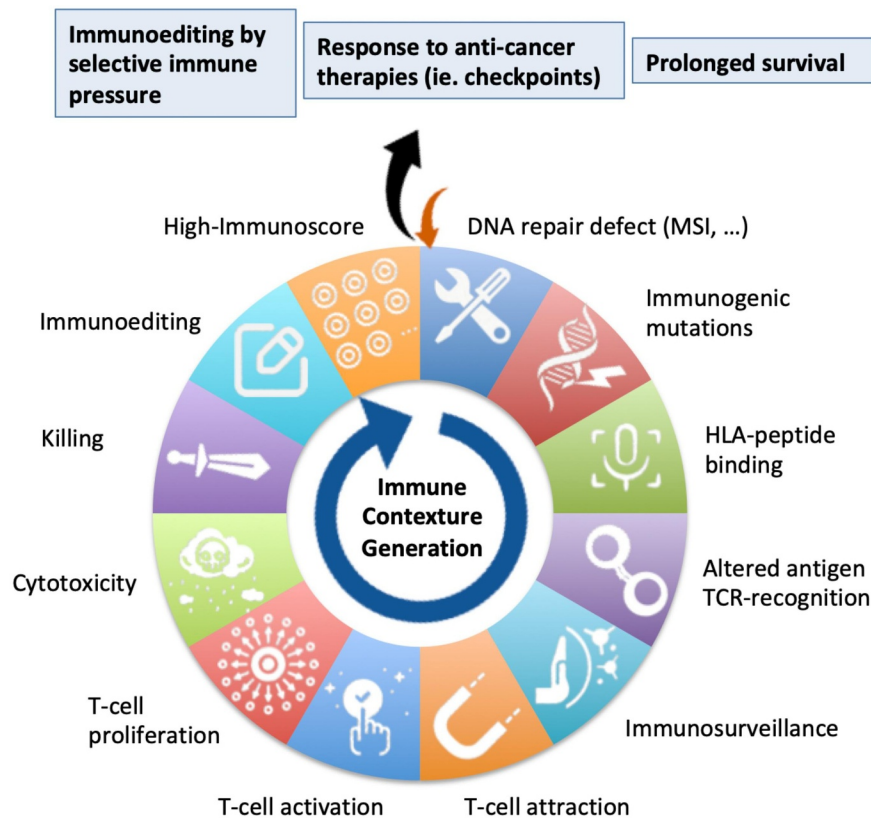 Immunoediting by
selective immune
pressure
Response to anti-cancer
therapies (ie. checkpoints)
Prolonged survival
High-Immunoscore
DNA repair defect (MSI, ...)
Immunogenic
mutations
HLA-peptide
binding
Altered antigen
TCR-recognition
Immunosurveillance
T-cell attraction
T-cell activation
T-cell
proliferation
Cytotoxicity
Killing
Immunoediting
Immune
Contexture
Generation